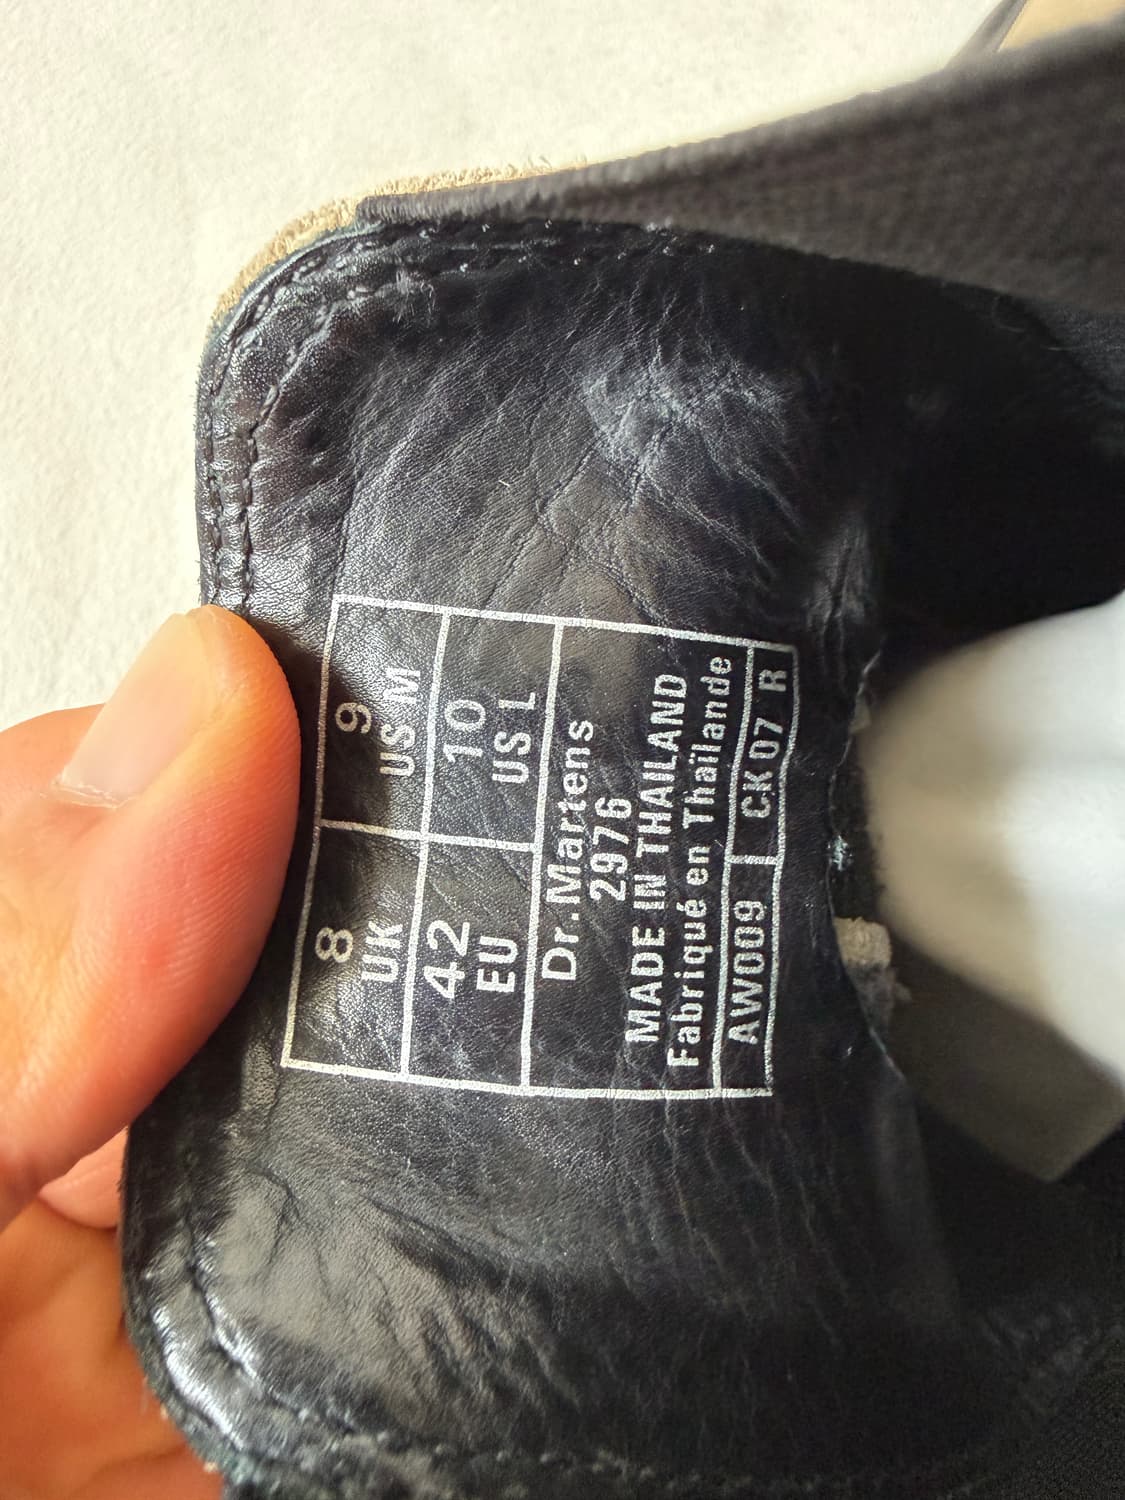 8 9
UK US M
42 10
EU US L
Dr.Martens
2976
MADE IN THAILAND
Fabriqué en Thaïlande
AW009 CK 07 R